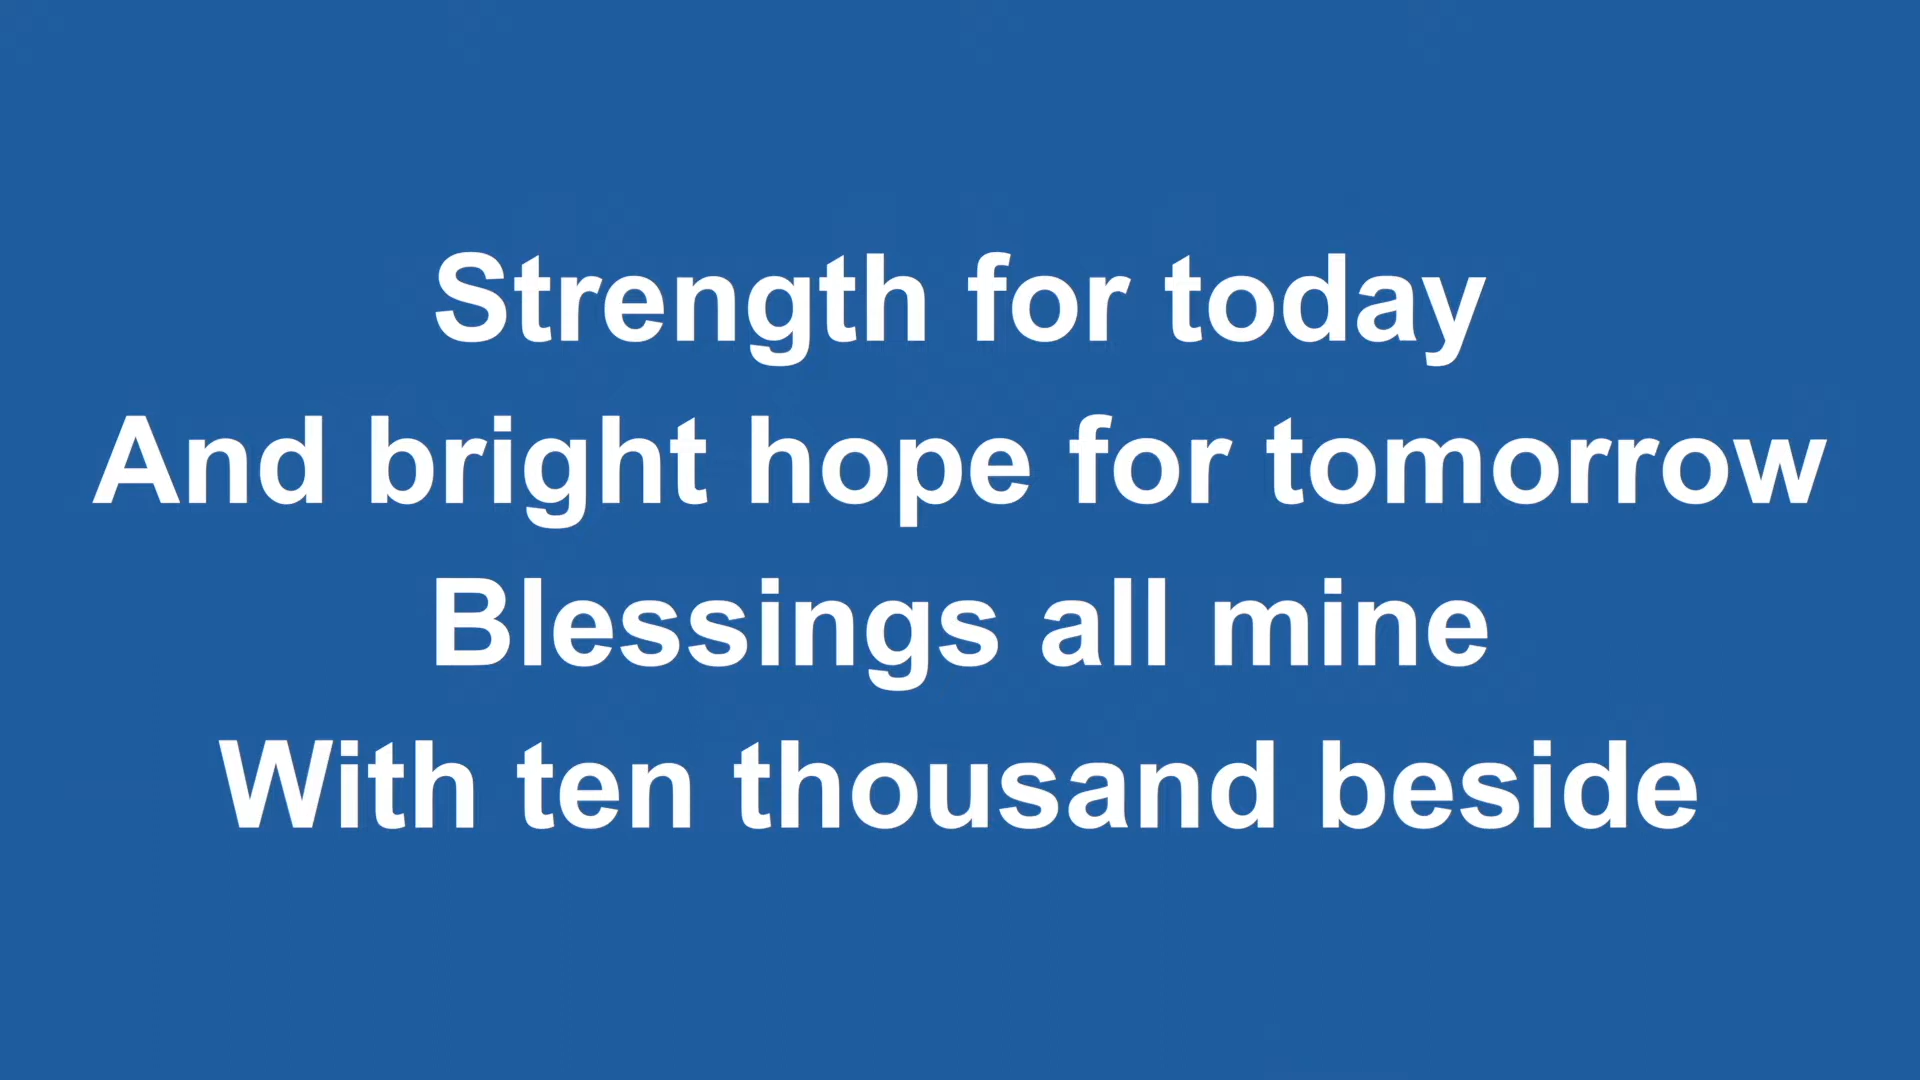 Strength for today
And bright hope for tomorrow
Blessings all mine
With ten thousand beside